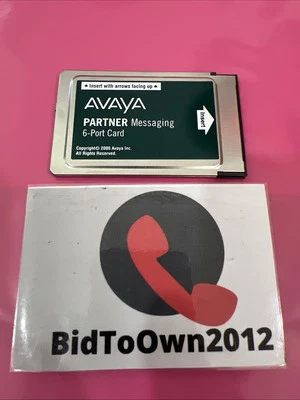 ★ Insert with arrows facing up ★
AVAYA
PARTNER Messaging
6-Port Card
Insert
Copyright© 2006 Avaya Inc.
All Rights Reserved.
BidToOwn2012